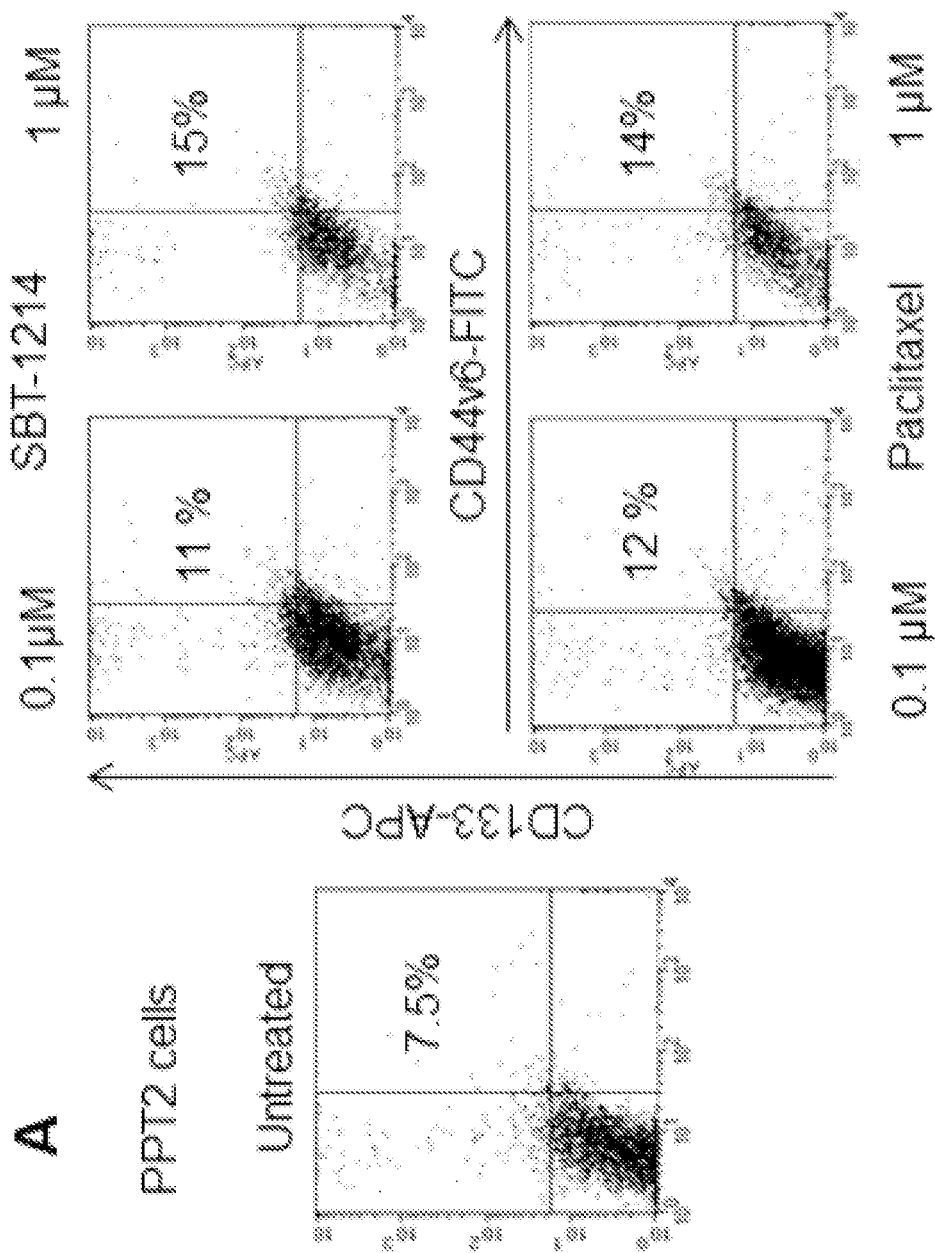 A
PPT2 cells
Untreated
7.5%
CD133-APC
0.1µM
SBT-1214
1 µM
11 %
15%
CD44v6-FITC
12 %
14%
0.1 µM
Paclitaxel
1 µM